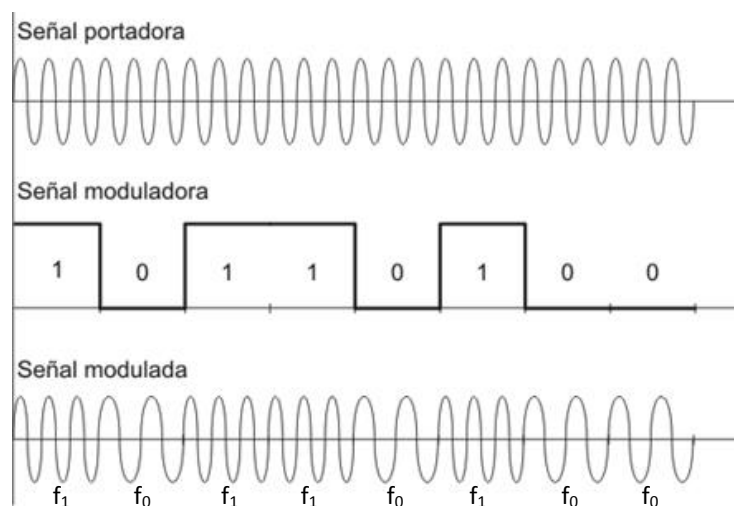 Señal portadora
Señal moduladora
1 0 1 1 0 1 0 0
Señal modulada
f₁ f₀ f₁ f₁ f₀ f₁ f₀ f₀